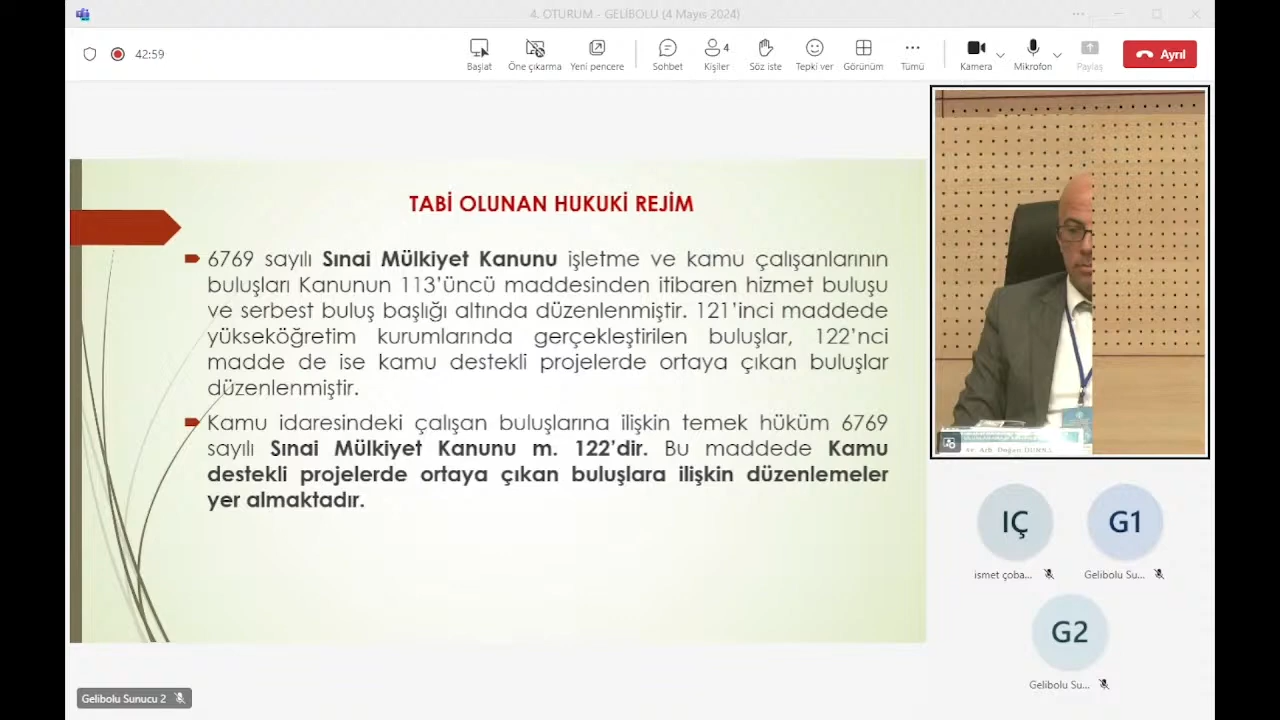 4. OTURUM - GELİBOLU (4 Mayıs 2024)
42:59
Başlat
Öne çıkarma
Yeni pencere
Sohbet
4
Kişiler
Söz iste
Tepki ver
Görünüm
Tümü
Kamera
Mikrofon
Paylaş
Ayrıl
TABİ OLUNAN HUKUKİ REJİM
6769 sayılı Sınai Mülkiyet Kanunu işletme ve kamu çalışanlarının
buluşları Kanunun 113’üncü maddesinden itibaren hizmet buluşu
ve serbest buluş başlığı altında düzenlenmiştir. 121’inci maddede
yükseköğretim kurumlarında gerçekleştirilen buluşlar, 122’nci
madde de ise kamu destekli projelerde ortaya çıkan buluşlar
düzenlenmiştir.
Kamu idaresindeki çalışan buluşlarına ilişkin temek hüküm 6769
sayılı Sınai Mülkiyet Kanunu m. 122’dir. Bu maddede Kamu
destekli projelerde ortaya çıkan buluşlara ilişkin düzenlemeler
yer almaktadır.
IÇ
ismet çoba...
G1
Gelibolu Su...
G2
Gelibolu Su...
Gelibolu Sunucu 2